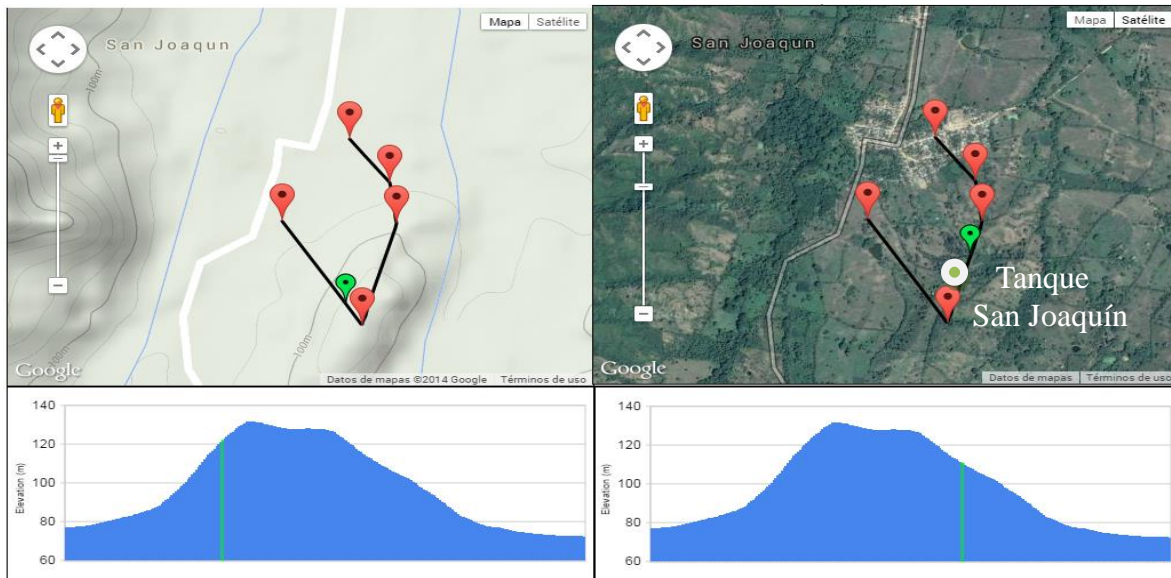 Mapa Satélite
San Joaqun
100m
100m
Google
Datos de mapas ©2014 Google Términos de uso
Mapa Satélite
San Joaqun
Tanque
San Joaquín
Google
Datos de mapas Términos de uso
140
120
100
80
60
Elevation (m)
140
120
100
80
60
Elevation (m)